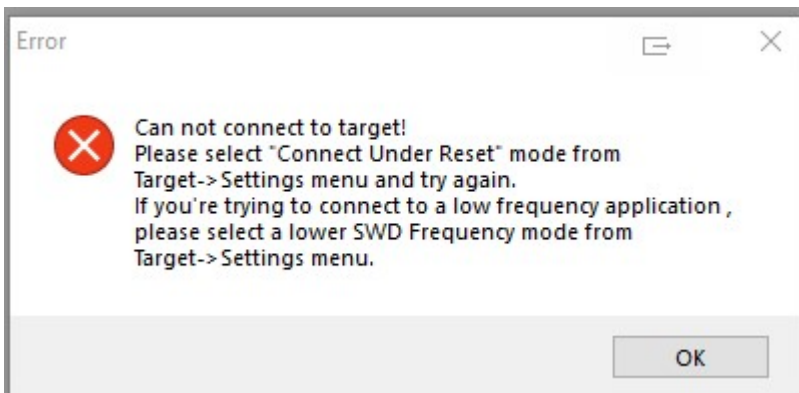 Error
Can not connect to target!
Please select "Connect Under Reset" mode from
Target->Settings menu and try again.
If you're trying to connect to a low frequency application ,
please select a lower SWD Frequency mode from
Target->Settings menu.
OK